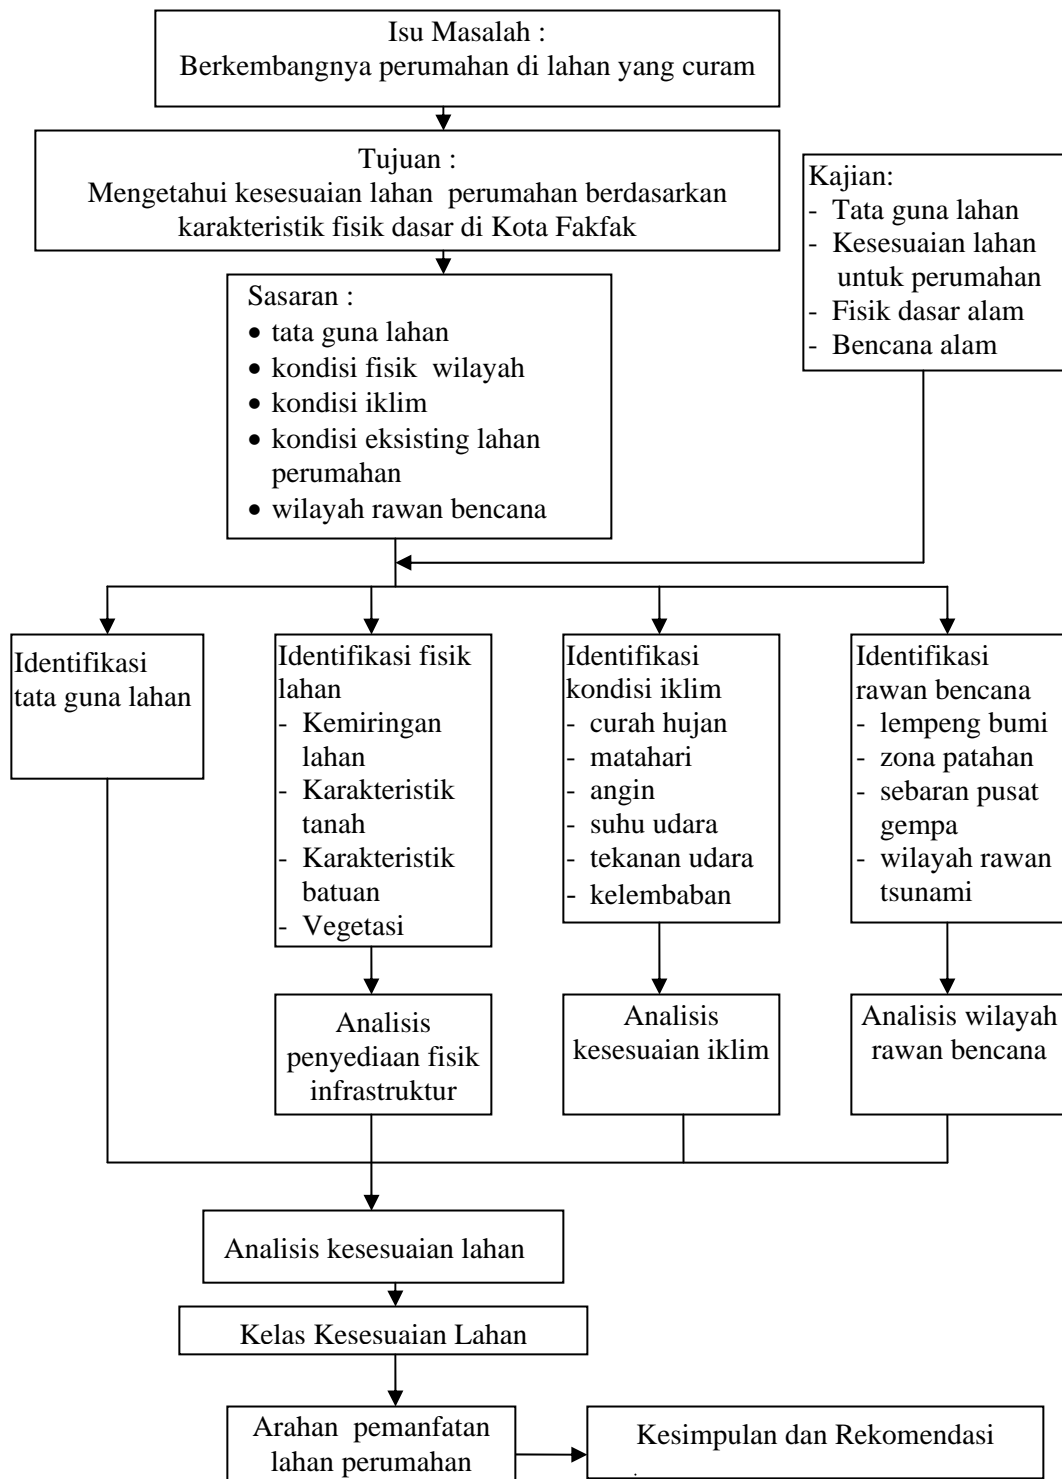 Isu Masalah :
Berkembangnya perumahan di lahan yang curam
Tujuan :
Mengetahui kesesuaian lahan perumahan berdasarkan
karakteristik fisik dasar di Kota Fakfak
Kajian:
- Tata guna lahan
- Kesesuaian lahan
untuk perumahan
- Fisik dasar alam
- Bencana alam
Sasaran :
• tata guna lahan
• kondisi fisik wilayah
• kondisi iklim
• kondisi eksisting lahan
perumahan
• wilayah rawan bencana
Identifikasi
tata guna lahan
Identifikasi fisik
lahan
- Kemiringan
lahan
- Karakteristik
tanah
- Karakteristik
batuan
- Vegetasi
Identifikasi
kondisi iklim
- curah hujan
- matahari
- angin
- suhu udara
- tekanan udara
- kelembaban
Identifikasi
rawan bencana
- lempeng bumi
- zona patahan
- sebaran pusat
gempa
- wilayah rawan
tsunami
Analisis
penyediaan fisik
infrastruktur
Analisis
kesesuaian iklim
Analisis wilayah
rawan bencana
Analisis kesesuaian lahan
Kelas Kesesuaian Lahan
Arahan pemanfatan
lahan perumahan
Kesimpulan dan Rekomendasi
.